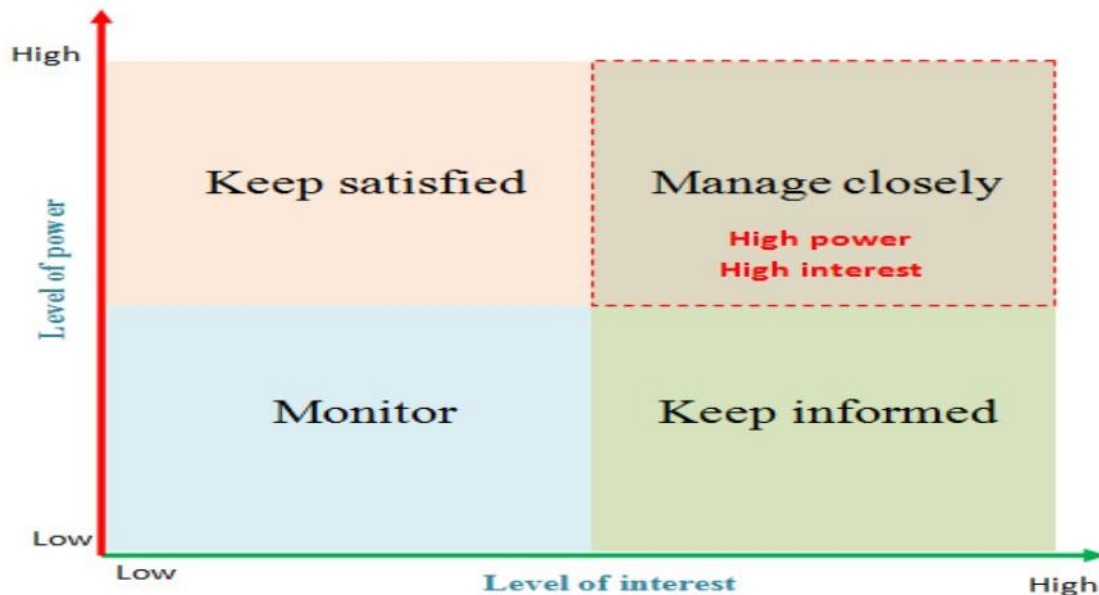 High
Keep satisfied
Manage closely
High power
High interest
Level of power
Monitor
Keep informed
Low
Low
Level of interest
High